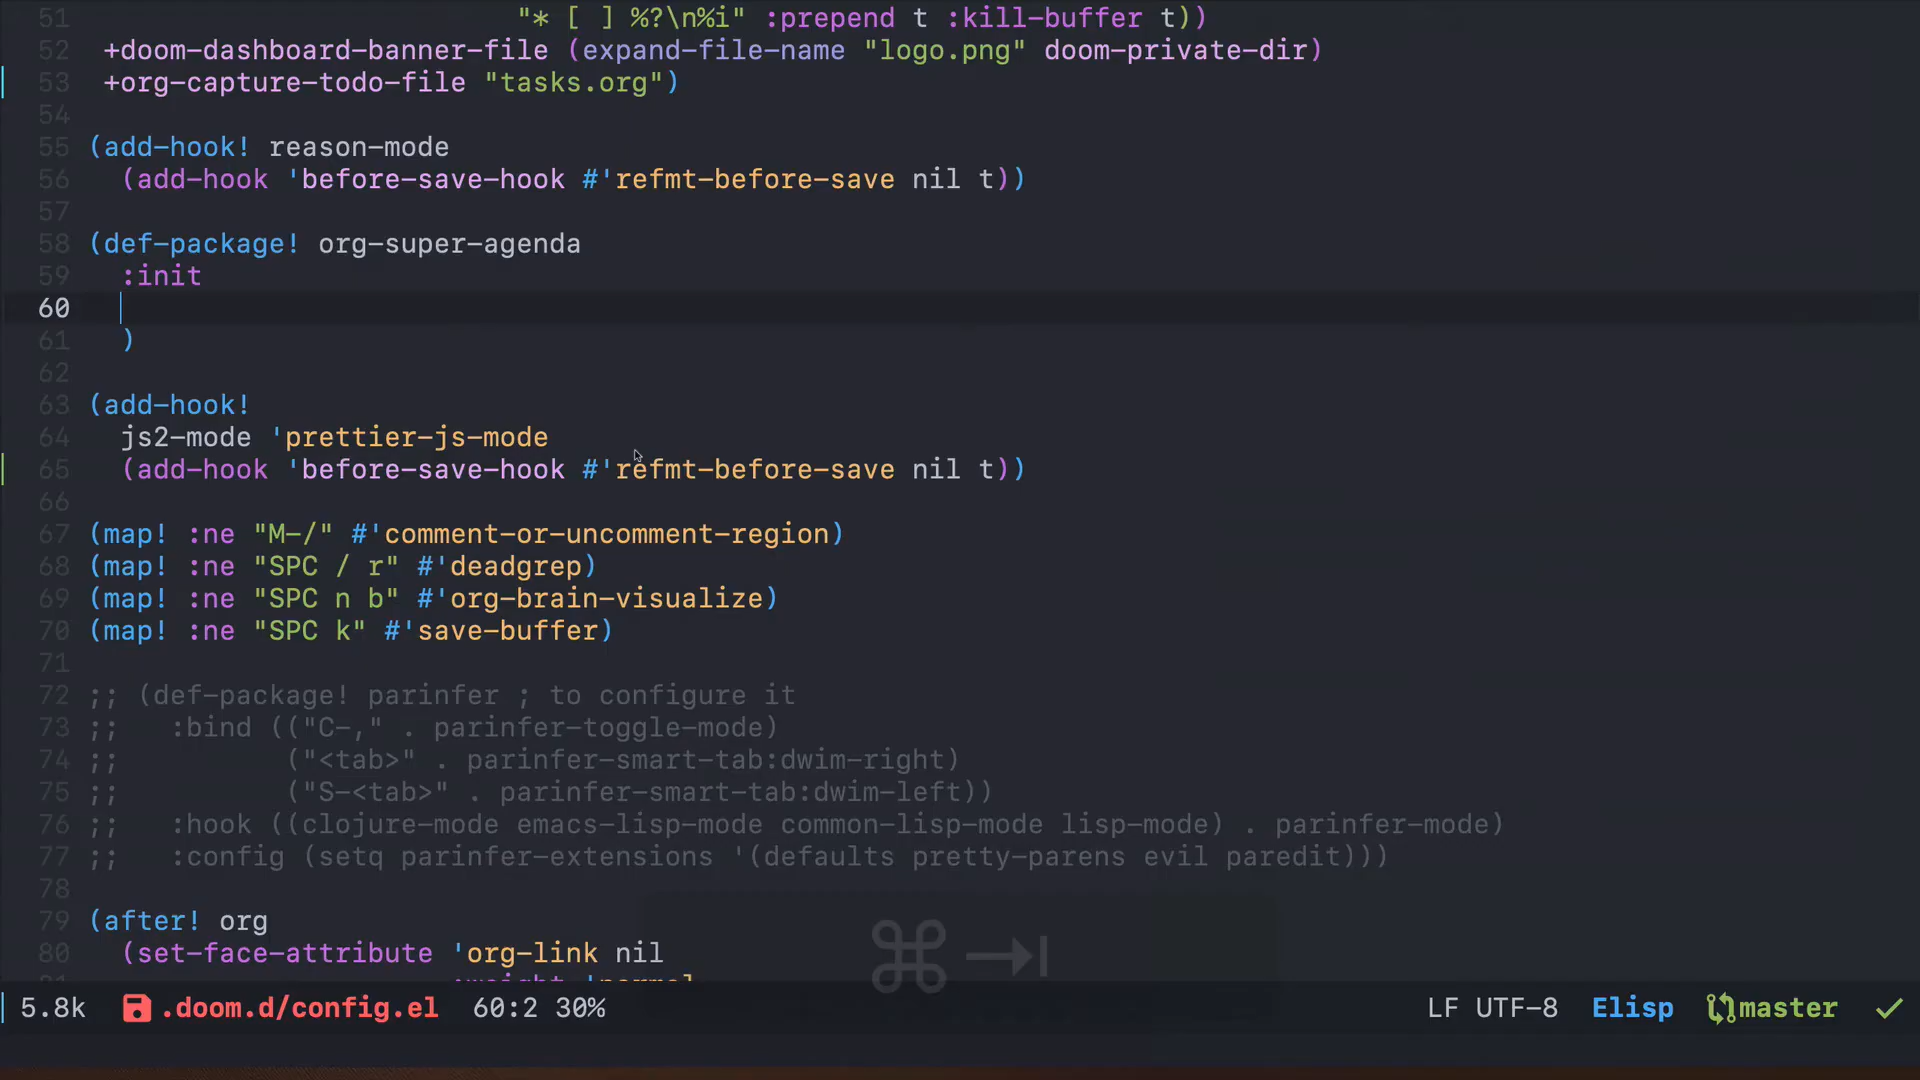 51                           "* [ ] %?\n%i" :prepend t :kill-buffer t))
52  +doom-dashboard-banner-file (expand-file-name "logo.png" doom-private-dir)
53  +org-capture-todo-file "tasks.org")
54
55 (add-hook! reason-mode
56   (add-hook 'before-save-hook #'refmt-before-save nil t))
57
58 (def-package! org-super-agenda
59   :init
60
61   )
62
63 (add-hook!
64   js2-mode 'prettier-js-mode
65   (add-hook 'before-save-hook #'refmt-before-save nil t))
66
67 (map! :ne "M-/" #'comment-or-uncomment-region)
68 (map! :ne "SPC / r" #'deadgrep)
69 (map! :ne "SPC n b" #'org-brain-visualize)
70 (map! :ne "SPC k" #'save-buffer)
71
72 ;; (def-package! parinfer ; to configure it
73 ;;   :bind (("C-," . parinfer-toggle-mode)
74 ;;          ("<tab>" . parinfer-smart-tab:dwim-right)
75 ;;          ("S-<tab>" . parinfer-smart-tab:dwim-left))
76 ;;   :hook ((clojure-mode emacs-lisp-mode common-lisp-mode lisp-mode) . parinfer-mode)
77 ;;   :config (setq parinfer-extensions '(defaults pretty-parens evil paredit)))
78
79 (after! org
80   (set-face-attribute 'org-link nil
81                       :weight 'normal
⌘⇥
5.8k .doom.d/config.el 60:2 30% LF UTF-8 Elisp master